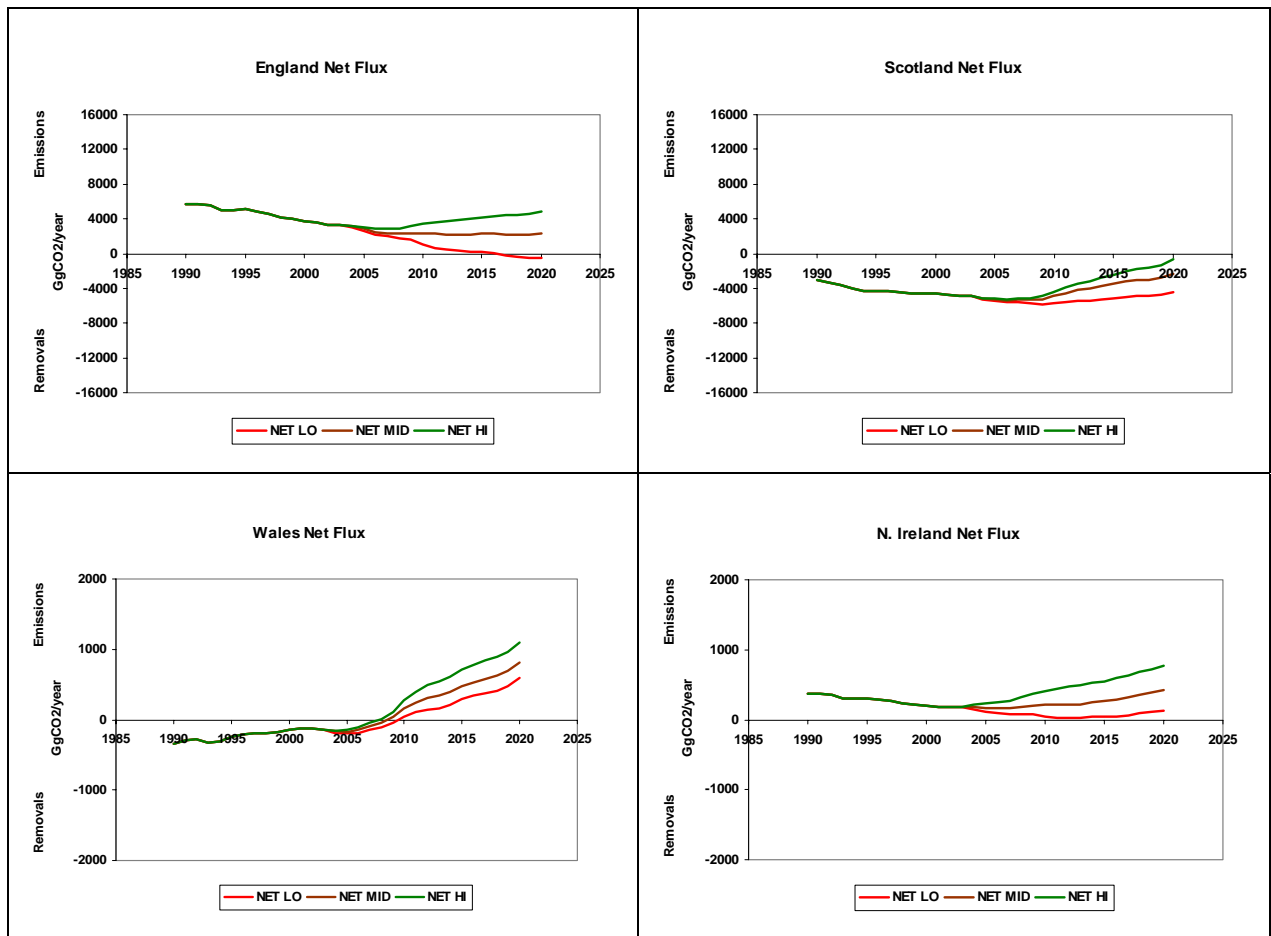 England Net Flux
Emissions
GgCO2/year
Removals
16000
12000
8000
4000
0
-4000
-8000
-12000
-16000
1985 1990 1995 2000 2005 2010 2015 2020 2025
NET LO NET MID NET HI
Scotland Net Flux
Emissions
GgCO2/year
Removals
16000
12000
8000
4000
0
-4000
-8000
-12000
-16000
1985 1990 1995 2000 2005 2010 2015 2020 2025
NET LO NET MID NET HI
Wales Net Flux
Emissions
GgCO2/year
Removals
2000
1000
0
-1000
-2000
1985 1990 1995 2000 2005 2010 2015 2020 2025
NET LO NET MID NET HI
N. Ireland Net Flux
Emissions
GgCO2/year
Removals
2000
1000
0
-1000
-2000
1985 1990 1995 2000 2005 2010 2015 2020 2025
NET LO NET MID NET HI